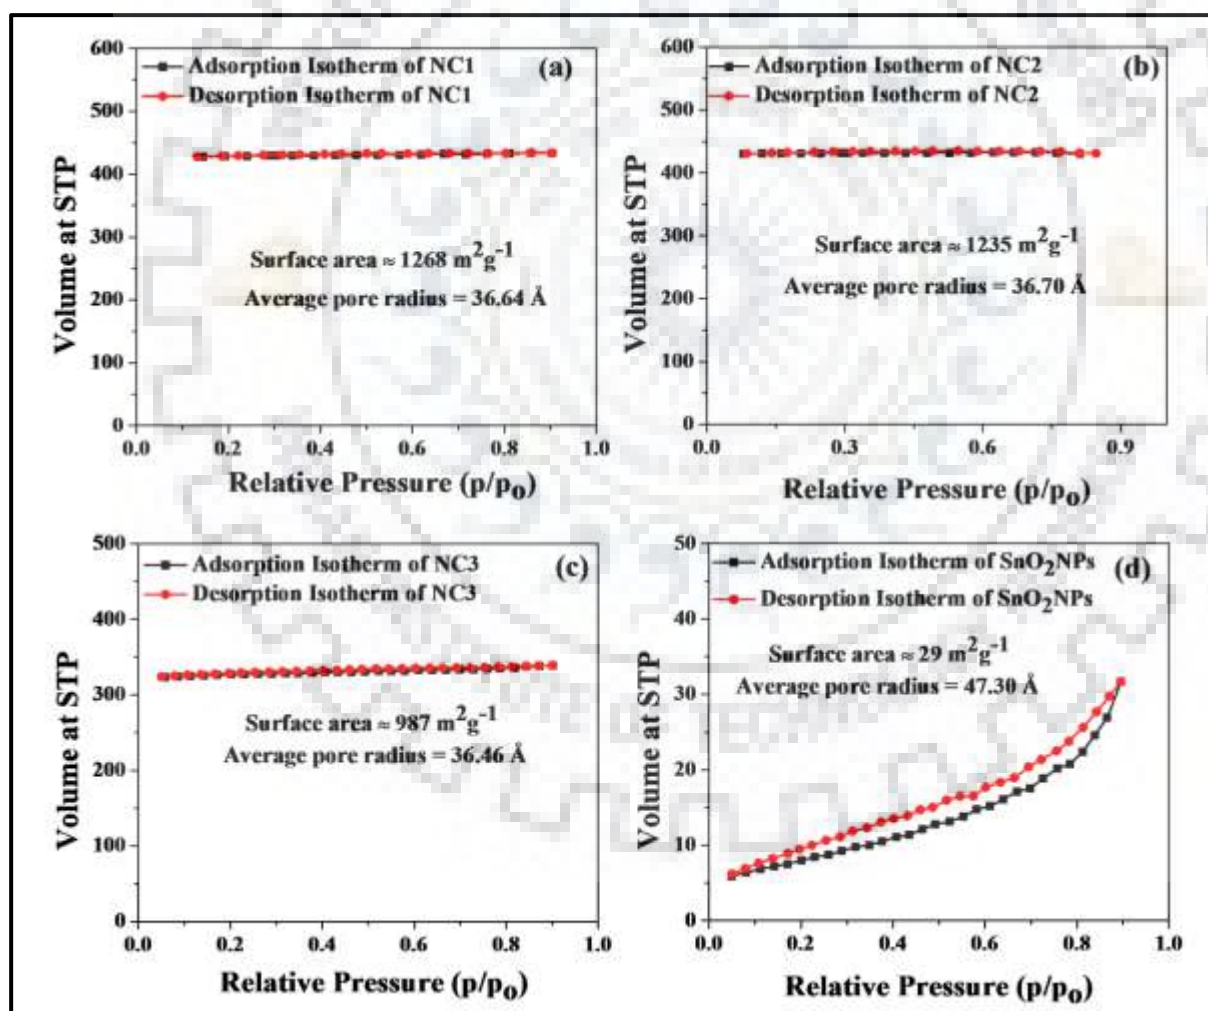 600
500
400
300
200
100
0
Adsorption Isotherm of NC1
Desorption Isotherm of NC1
(a)
Surface area ≈ 1268 m²g⁻¹
Average pore radius = 36.64 Å
Volume at STP
0.0 0.2 0.4 0.6 0.8 1.0
Relative Pressure (p/p₀)
600
500
400
300
200
100
0
Adsorption Isotherm of NC2
Desorption Isotherm of NC2
(b)
Surface area ≈ 1235 m²g⁻¹
Average pore radius = 36.70 Å
Volume at STP
0.0 0.3 0.6 0.9
Relative Pressure (p/p₀)
500
400
300
200
100
0
Adsorption Isotherm of NC3
Desorption Isotherm of NC3
(c)
Surface area ≈ 987 m²g⁻¹
Average pore radius = 36.46 Å
Volume at STP
0.0 0.2 0.4 0.6 0.8 1.0
Relative Pressure (p/p₀)
50
40
30
20
10
0
Adsorption Isotherm of SnO₂NPs
Desorption Isotherm of SnO₂NPs
(d)
Surface area ≈ 29 m²g⁻¹
Average pore radius = 47.30 Å
Volume at STP
0.0 0.2 0.4 0.6 0.8 1.0
Relative Pressure (p/p₀)